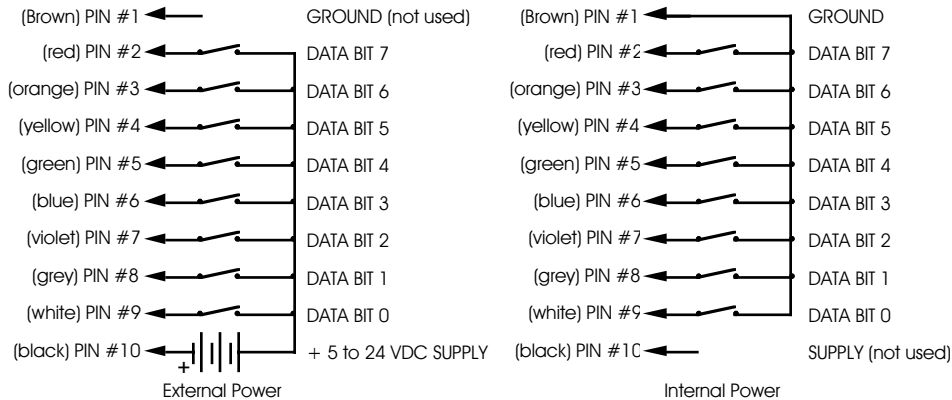 (Brown) PIN #1 GROUND (not used)
(red) PIN #2 DATA BIT 7
(orange) PIN #3 DATA BIT 6
(yellow) PIN #4 DATA BIT 5
(green) PIN #5 DATA BIT 4
(blue) PIN #6 DATA BIT 3
(violet) PIN #7 DATA BIT 2
(grey) PIN #8 DATA BIT 1
(white) PIN #9 DATA BIT 0
(black) PIN #10 + + 5 to 24 VDC SUPPLY
External Power
(Brown) PIN #1 GROUND
(red) PIN #2 DATA BIT 7
(orange) PIN #3 DATA BIT 6
(yellow) PIN #4 DATA BIT 5
(green) PIN #5 DATA BIT 4
(blue) PIN #6 DATA BIT 3
(violet) PIN #7 DATA BIT 2
(grey) PIN #8 DATA BIT 1
(white) PIN #9 DATA BIT 0
(black) PIN #10 SUPPLY (not used)
Internal Power